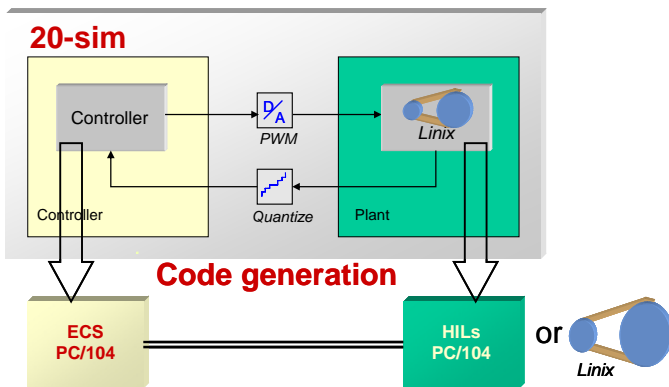 20-sim
Controller
D/A
PWM
Linix
Quantize
Controller
Plant
Code generation
ECS
PC/104
HILs
PC/104
or
Linix